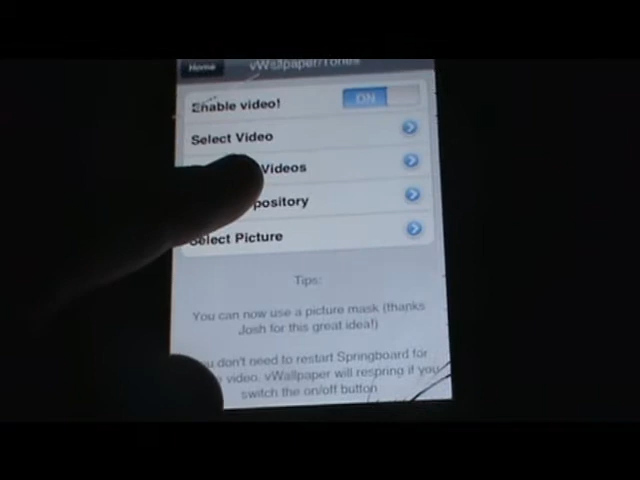 Home
vWallpaper/Tones
Enable video!
ON
Select Video
Videos
Select Picture
Tips:
You can now use a picture mask (thanks
Josh for this great idea!)
don't need to restart Springboard for
video. vWallpaper will respring if you
switch the on/off button